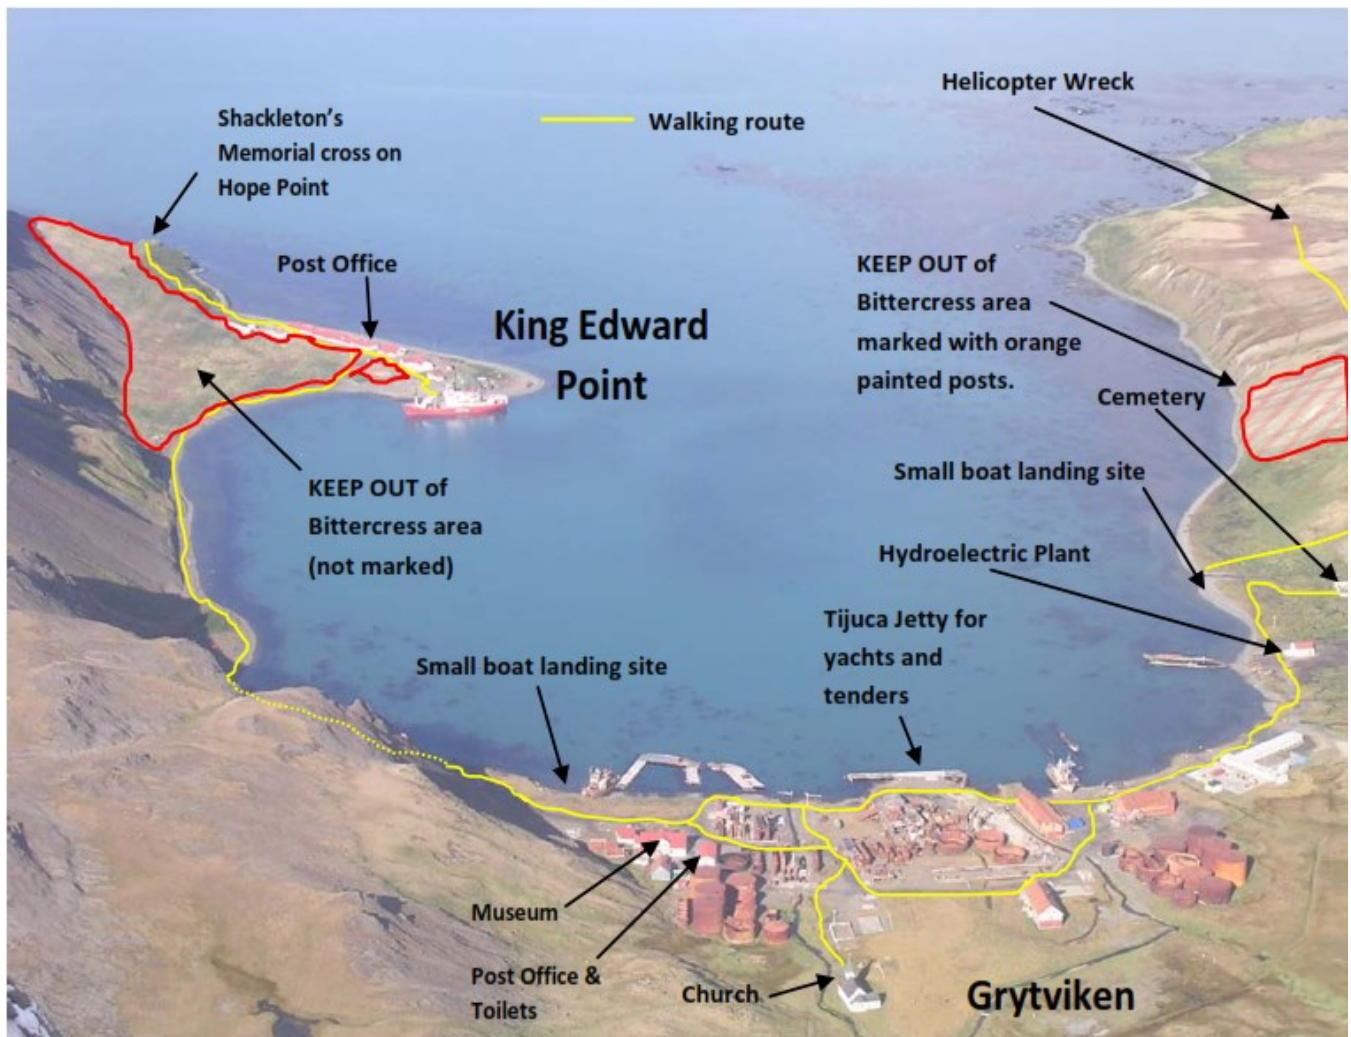 Helicopter Wreck
Shackleton's
Memorial cross on
Hope Point
Walking route
Post Office
KEEP OUT of
Bittercress area
marked with orange
painted posts.
King Edward
Point
Cemetery
Small boat landing site
KEEP OUT of
Bittercress area
(not marked)
Hydroelectric Plant
Tijuca Jetty for
yachts and
tenders
Small boat landing site
Museum
Post Office &
Toilets
Church
Grytviken